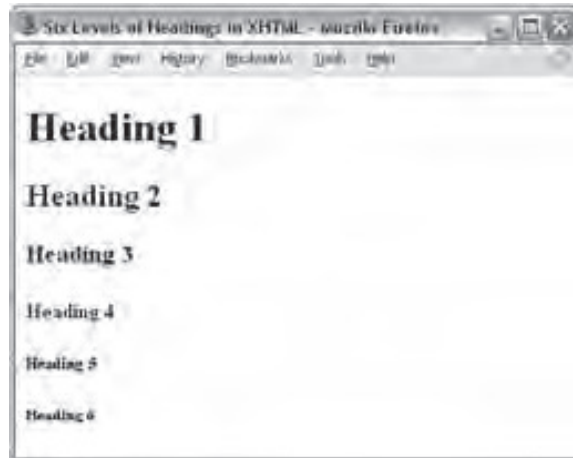 Six Levels of Headings in XHTML - Mozilla Firefox
File Edit View History Bookmarks Tools Help
Heading 1
Heading 2
Heading 3
Heading 4
Heading 5
Heading 6